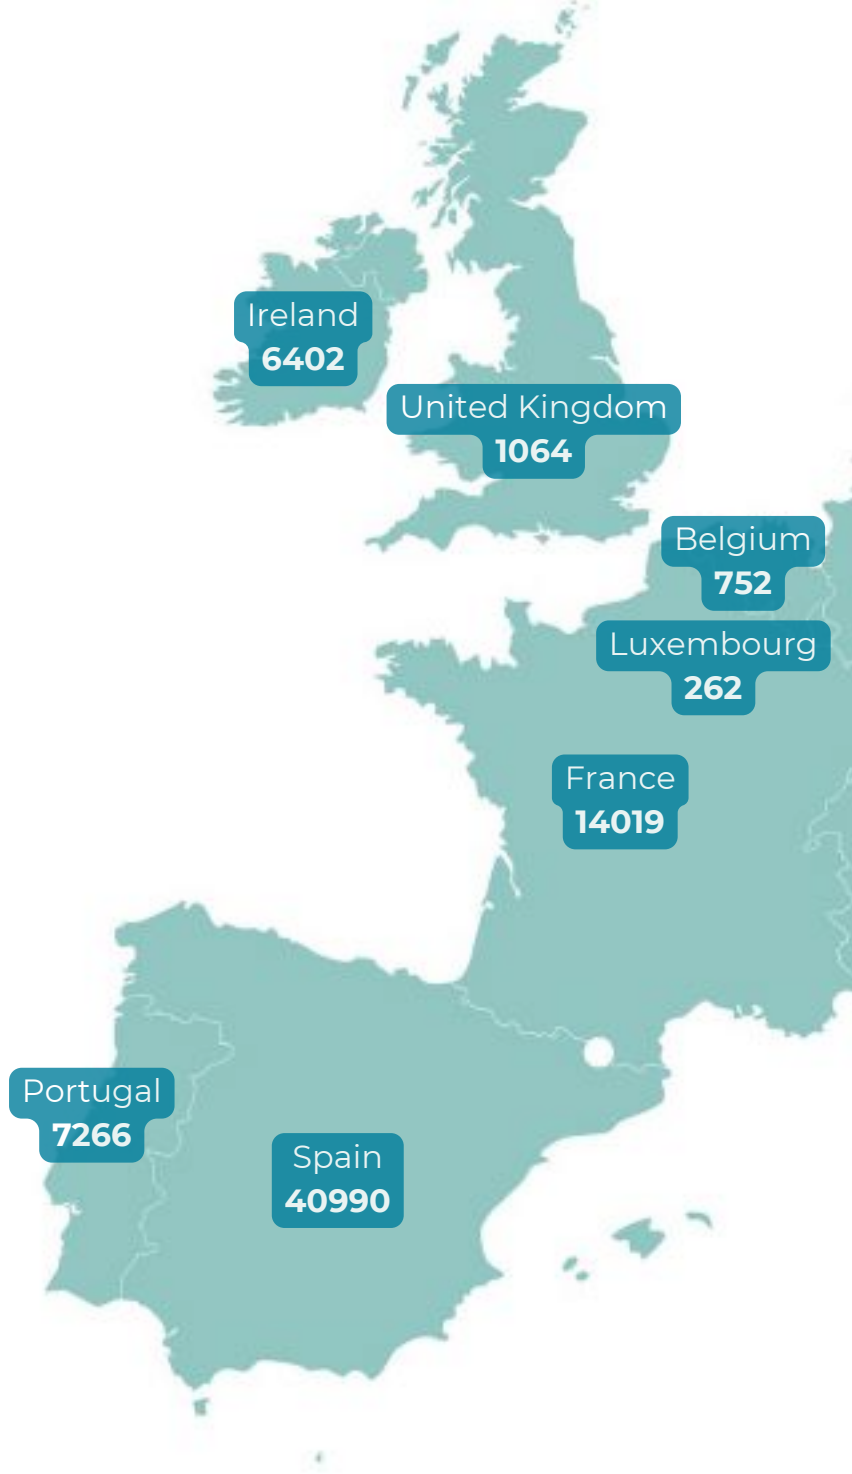 Ireland
6402
United Kingdom
1064
Belgium
752
Luxembourg
262
France
14019
Portugal
7266
Spain
40990